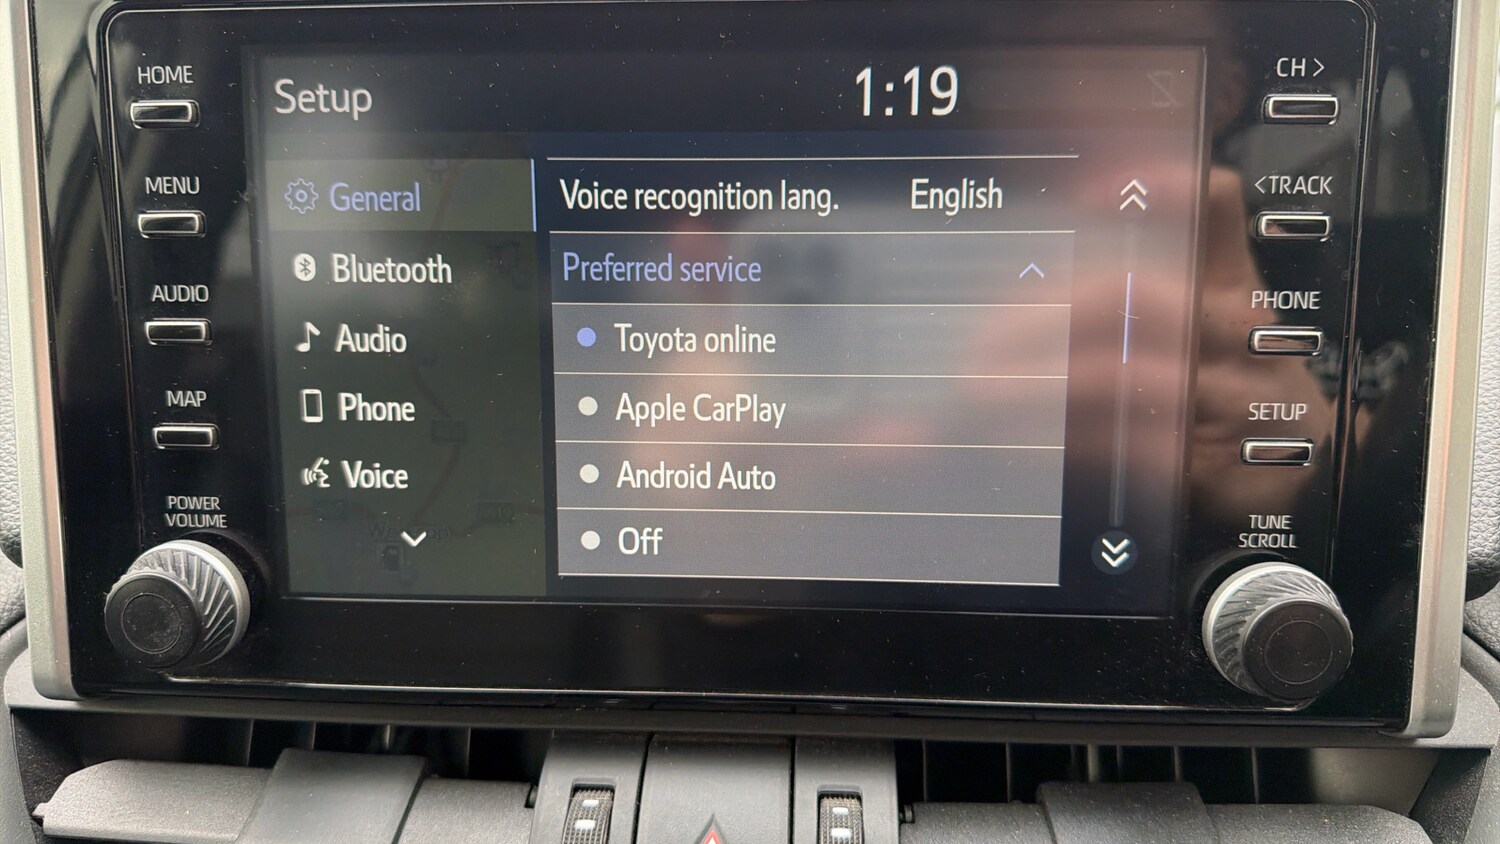 HOME
MENU
AUDIO
MAP
POWER
VOLUME
Setup
1:19
General
Bluetooth
Audio
Phone
Voice
Voice recognition lang. English
Preferred service
Toyota online
Apple CarPlay
Android Auto
Off
CH >
< TRACK
PHONE
SETUP
TUNE
SCROLL